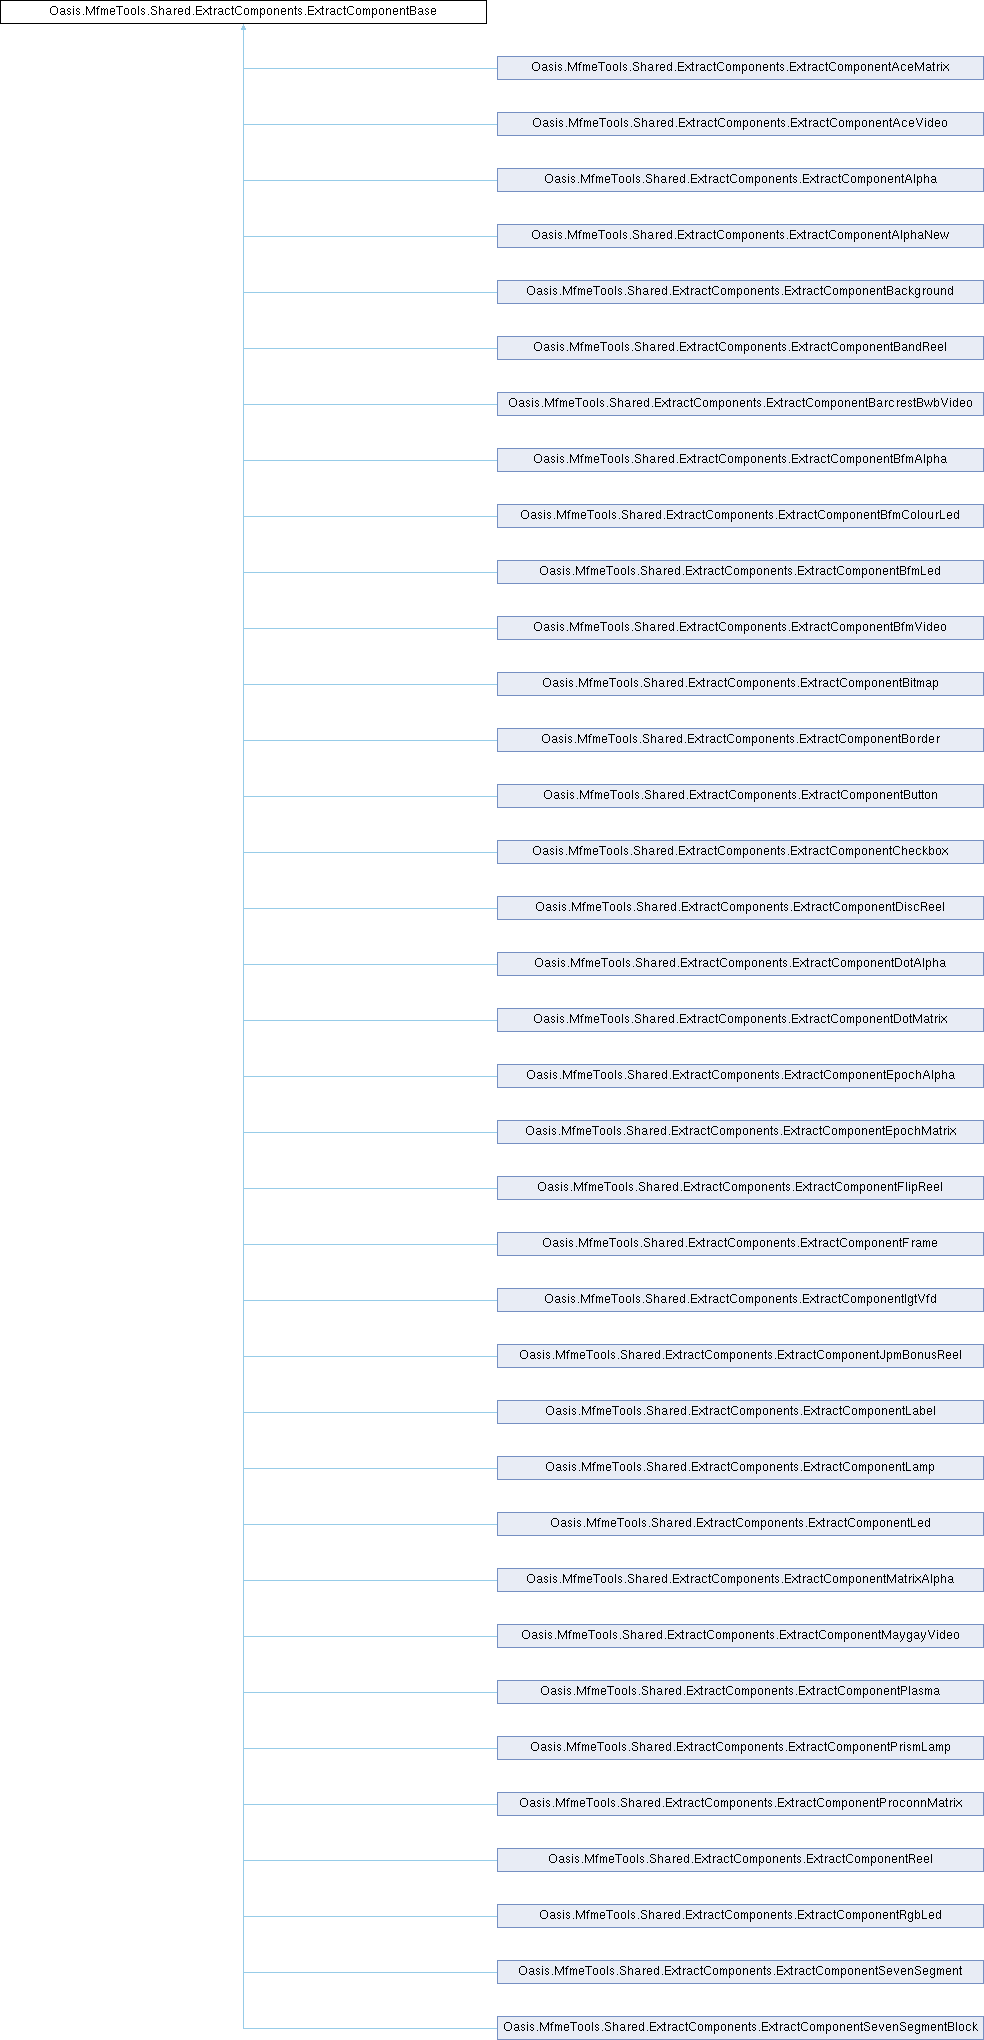 Oasis.MfmeTools.Shared.ExtractComponents.ExtractComponentBase
Oasis.MfmeTools.Shared.ExtractComponents.ExtractComponentAceMatrix
Oasis.MfmeTools.Shared.ExtractComponents.ExtractComponentAceVideo
Oasis.MfmeTools.Shared.ExtractComponents.ExtractComponentAlpha
Oasis.MfmeTools.Shared.ExtractComponents.ExtractComponentAlphaNew
Oasis.MfmeTools.Shared.ExtractComponents.ExtractComponentBackground
Oasis.MfmeTools.Shared.ExtractComponents.ExtractComponentBandReel
Oasis.MfmeTools.Shared.ExtractComponents.ExtractComponentBarcrestBwbVideo
Oasis.MfmeTools.Shared.ExtractComponents.ExtractComponentBfmAlpha
Oasis.MfmeTools.Shared.ExtractComponents.ExtractComponentBfmColourLed
Oasis.MfmeTools.Shared.ExtractComponents.ExtractComponentBfmLed
Oasis.MfmeTools.Shared.ExtractComponents.ExtractComponentBfmVideo
Oasis.MfmeTools.Shared.ExtractComponents.ExtractComponentBitmap
Oasis.MfmeTools.Shared.ExtractComponents.ExtractComponentBorder
Oasis.MfmeTools.Shared.ExtractComponents.ExtractComponentButton
Oasis.MfmeTools.Shared.ExtractComponents.ExtractComponentCheckbox
Oasis.MfmeTools.Shared.ExtractComponents.ExtractComponentDiscReel
Oasis.MfmeTools.Shared.ExtractComponents.ExtractComponentDotAlpha
Oasis.MfmeTools.Shared.ExtractComponents.ExtractComponentDotMatrix
Oasis.MfmeTools.Shared.ExtractComponents.ExtractComponentEpochAlpha
Oasis.MfmeTools.Shared.ExtractComponents.ExtractComponentEpochMatrix
Oasis.MfmeTools.Shared.ExtractComponents.ExtractComponentFlipReel
Oasis.MfmeTools.Shared.ExtractComponents.ExtractComponentFrame
Oasis.MfmeTools.Shared.ExtractComponents.ExtractComponentIgtVfd
Oasis.MfmeTools.Shared.ExtractComponents.ExtractComponentJpmBonusReel
Oasis.MfmeTools.Shared.ExtractComponents.ExtractComponentLabel
Oasis.MfmeTools.Shared.ExtractComponents.ExtractComponentLamp
Oasis.MfmeTools.Shared.ExtractComponents.ExtractComponentLed
Oasis.MfmeTools.Shared.ExtractComponents.ExtractComponentMatrixAlpha
Oasis.MfmeTools.Shared.ExtractComponents.ExtractComponentMaygayVideo
Oasis.MfmeTools.Shared.ExtractComponents.ExtractComponentPlasma
Oasis.MfmeTools.Shared.ExtractComponents.ExtractComponentPrismLamp
Oasis.MfmeTools.Shared.ExtractComponents.ExtractComponentProconnMatrix
Oasis.MfmeTools.Shared.ExtractComponents.ExtractComponentReel
Oasis.MfmeTools.Shared.ExtractComponents.ExtractComponentRgbLed
Oasis.MfmeTools.Shared.ExtractComponents.ExtractComponentSevenSegment
Oasis.MfmeTools.Shared.ExtractComponents.ExtractComponentSevenSegmentBlock